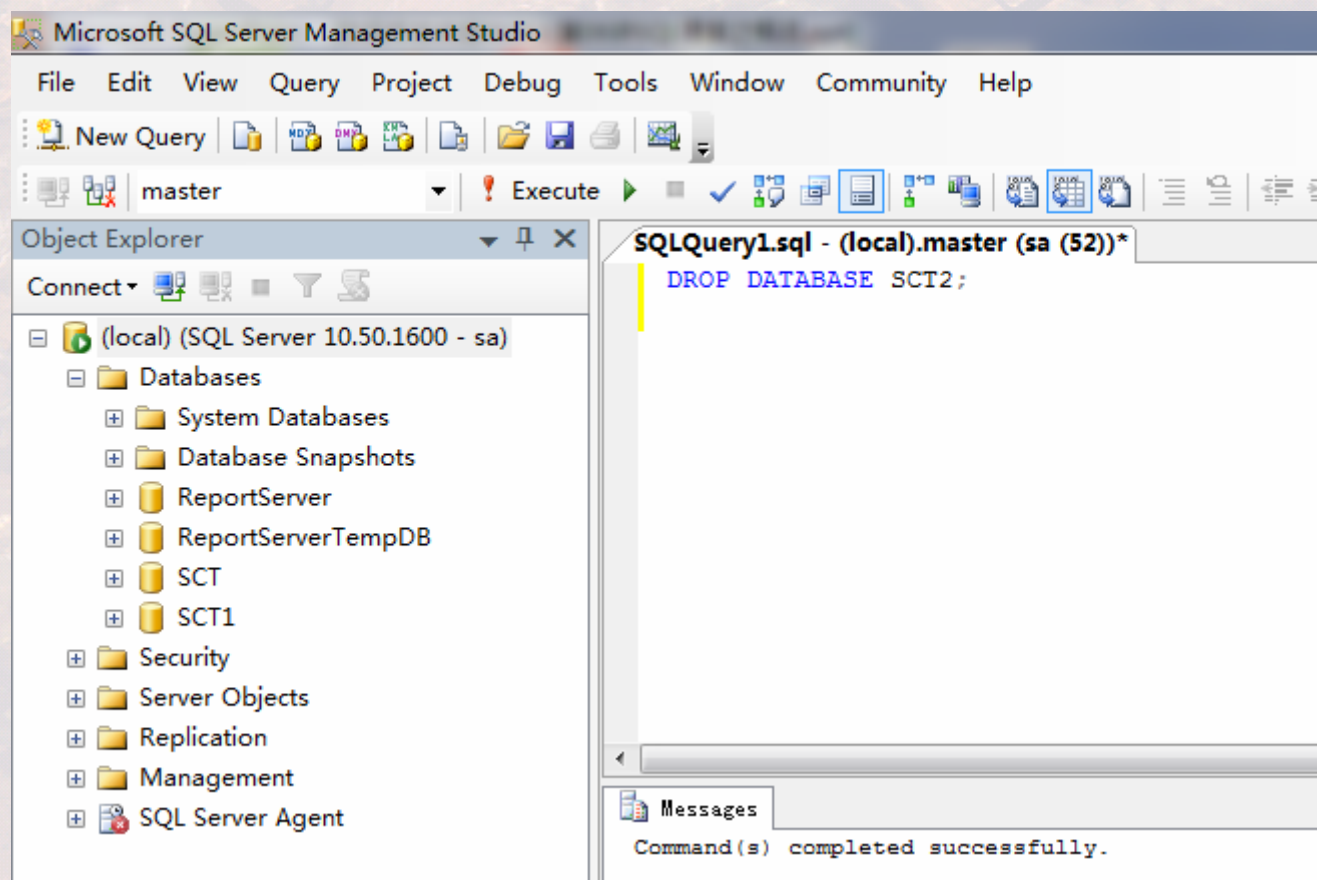 Microsoft SQL Server Management Studio
File Edit View Query Project Debug Tools Window Community Help
New Query
master Execute
Object Explorer
Connect
(local) (SQL Server 10.50.1600 - sa)
Databases
System Databases
Database Snapshots
ReportServer
ReportServerTempDB
SCT
SCT1
Security
Server Objects
Replication
Management
SQL Server Agent
SQLQuery1.sql - (local).master (sa (52))*
DROP DATABASE SCT2;
Messages
Command(s) completed successfully.